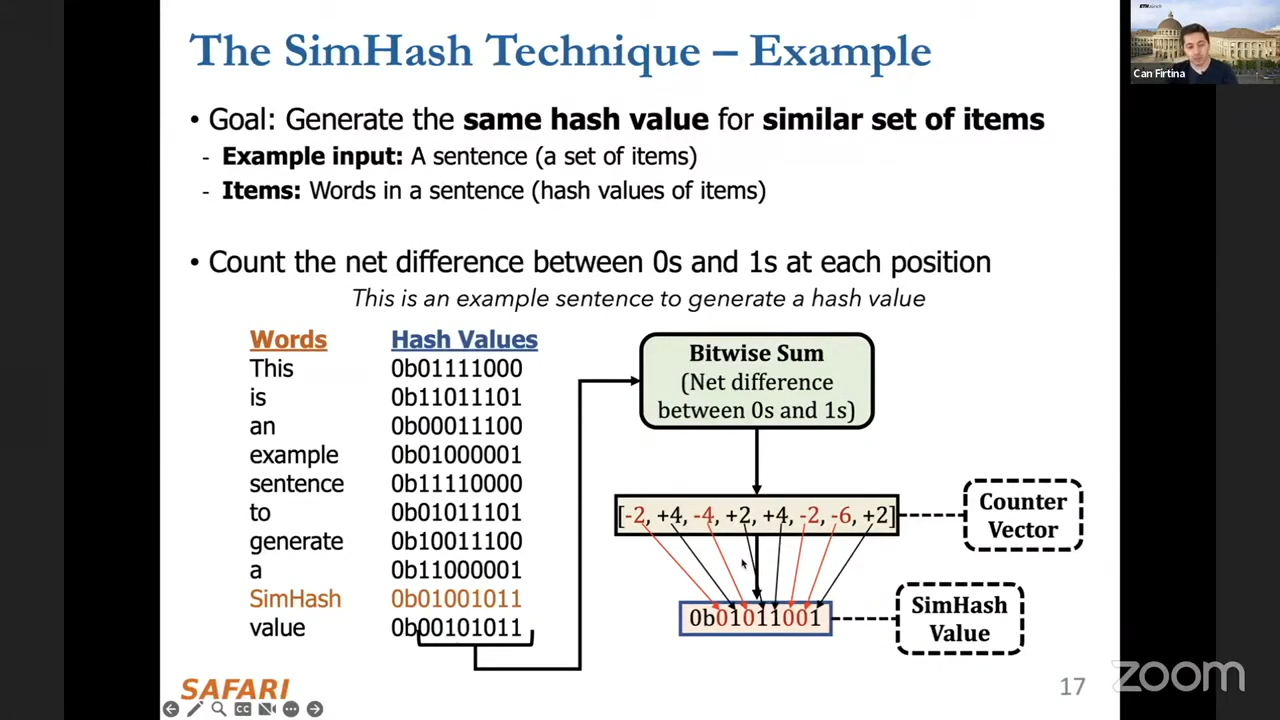 The SimHash Technique – Example
ETH zürich
Can Firtina
• Goal: Generate the same hash value for similar set of items
- Example input: A sentence (a set of items)
- Items: Words in a sentence (hash values of items)
• Count the net difference between 0s and 1s at each position
This is an example sentence to generate a hash value
Words Hash Values
This 0b01111000
is 0b11011101
an 0b00011100
example 0b01000001
sentence 0b11110000
to 0b01011101
generate 0b10011100
a 0b11000001
SimHash 0b01001011
value 0b00101011
Bitwise Sum
(Net difference
between 0s and 1s)
[-2, +4, -4, +2, +4, -2, -6, +2]
Counter
Vector
0b01011001
SimHash
Value
SAFARI
17
zoom
CC